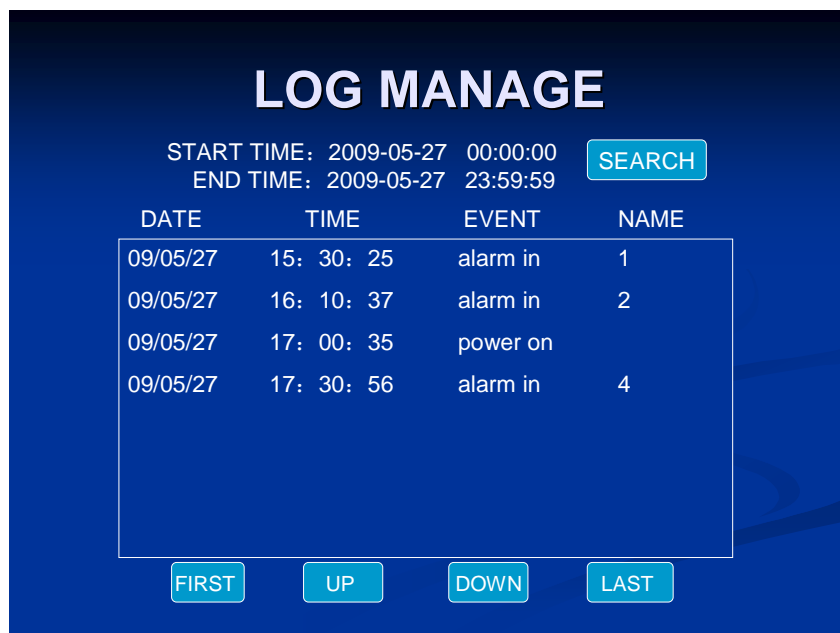 LOG MANAGE
START TIME：2009-05-27 00:00:00 SEARCH
END TIME：2009-05-27 23:59:59
DATE TIME EVENT NAME
09/05/27 15：30：25 alarm in 1
09/05/27 16：10：37 alarm in 2
09/05/27 17：00：35 power on
09/05/27 17：30：56 alarm in 4
FIRST UP DOWN LAST